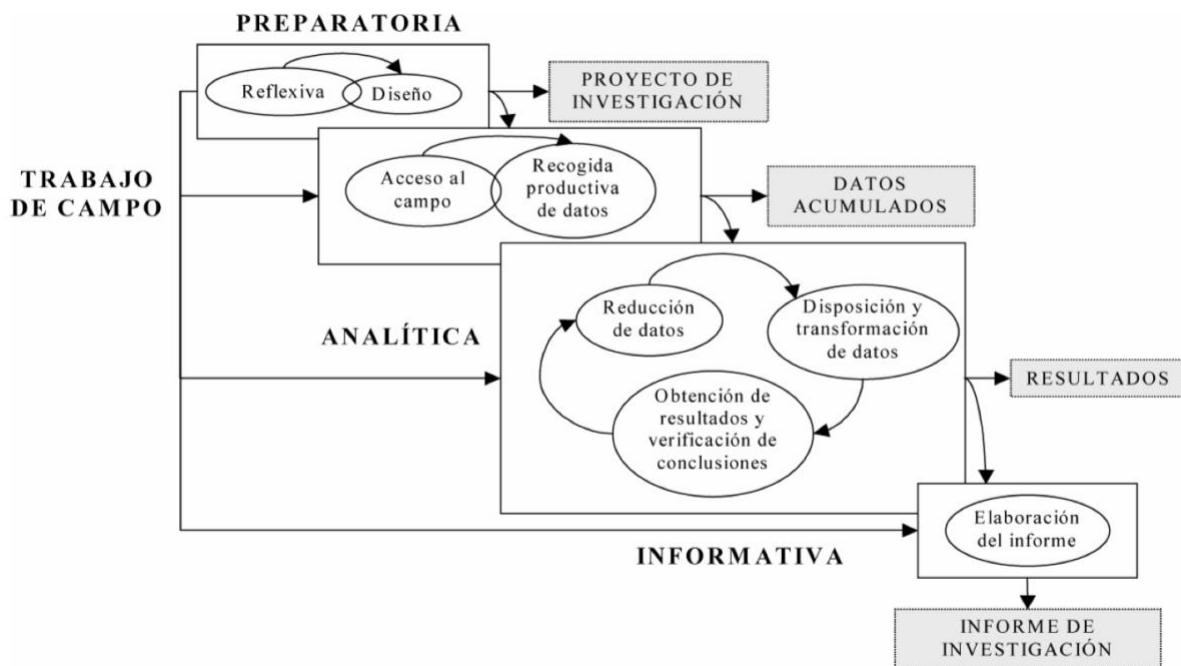 PREPARATORIA
Reflexiva
Diseño
PROYECTO DE
INVESTIGACIÓN
TRABAJO
DE CAMPO
Acceso al
campo
Recogida
productiva
de datos
DATOS
ACUMULADOS
ANALÍTICA
Reducción
de datos
Disposición y
transformación
de datos
Obtención de
resultados y
verificación de
conclusiones
RESULTADOS
INFORMATIVA
Elaboración
del informe
INFORME DE
INVESTIGACIÓN